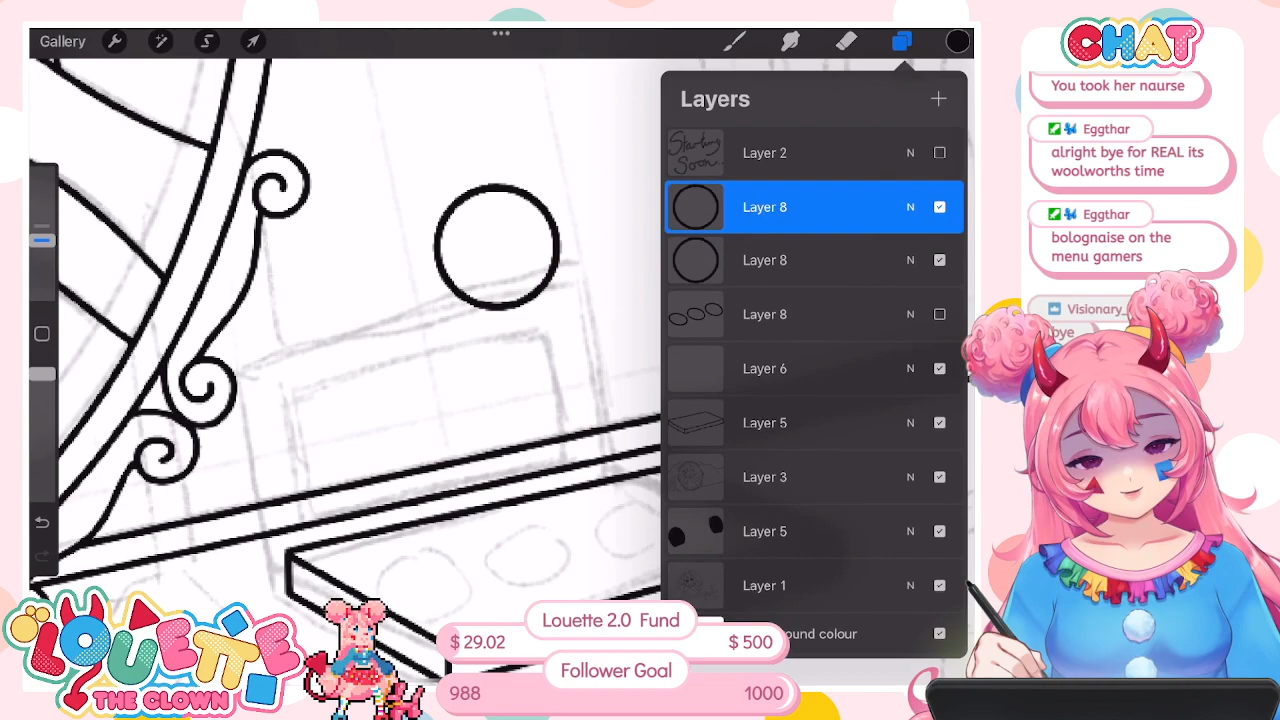 Gallery
Layers
Starting
Soon..
Layer 2
N
Layer 8
N
Layer 8
N
Layer 8
N
Layer 6
N
Layer 5
N
Layer 3
N
Layer 5
N
Layer 1
N
ound colour
CHAT
You took her naurse
Eggthar
alright bye for REAL its
woolworths time
Eggthar
bolognaise on the
menu gamers
Visionary_
bye
LOUETTE
THE CLOWN
Louette 2.0 Fund
$ 29.02
$ 500
Follower Goal
988
1000